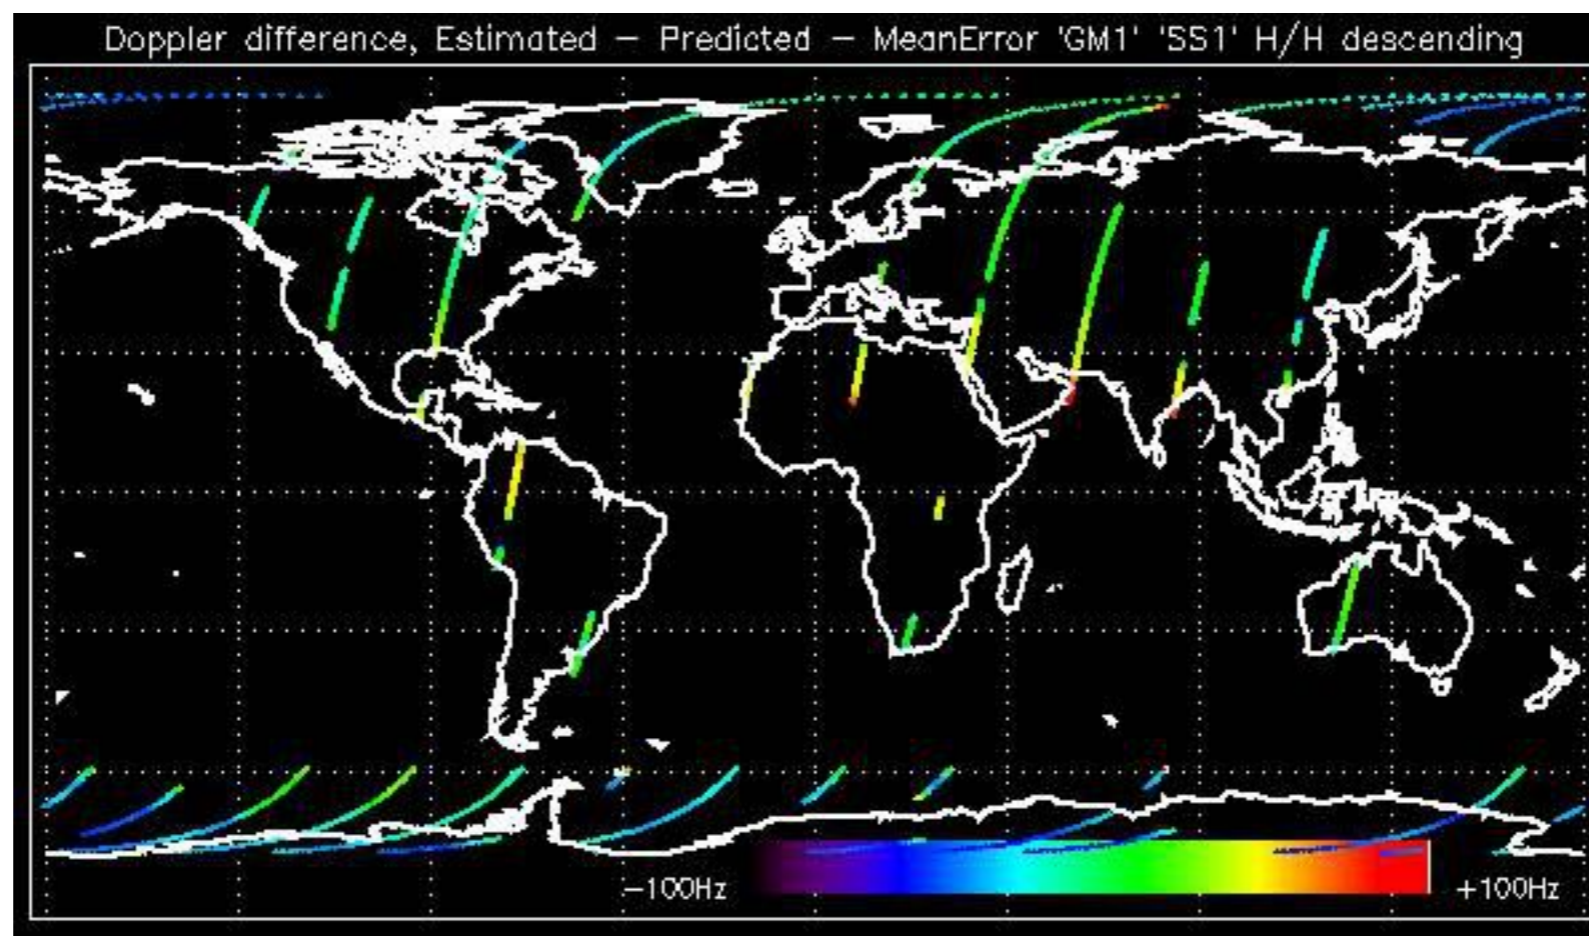 Doppler difference, Estimated − Predicted − MeanError 'GM1' 'SS1' H/H descending
−100Hz
+100Hz